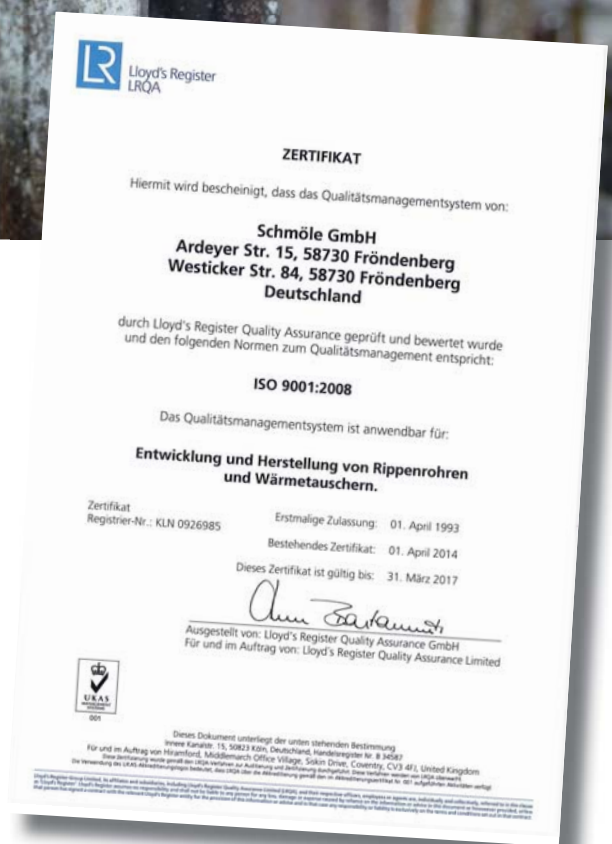 LR
Lloyd's Register
LRQA
ZERTIFIKAT
Hiermit wird bescheinigt, dass das Qualitätsmanagementsystem von:
Schmöle GmbH
Ardeyer Str. 15, 58730 Fröndenberg
Westicker Str. 84, 58730 Fröndenberg
Deutschland
durch Lloyd's Register Quality Assurance geprüft und bewertet wurde
und den folgenden Normen zum Qualitätsmanagement entspricht:
ISO 9001:2008
Das Qualitätsmanagementsystem ist anwendbar für:
Entwicklung und Herstellung von Rippenrohren
und Wärmetauschern.
Zertifikat
Registrier-Nr.: KLN 0926985
Erstmalige Zulassung: 01. April 1993
Bestehendes Zertifikat: 01. April 2014
Dieses Zertifikat ist gültig bis: 31. März 2017
Ausgestellt von: Lloyd's Register Quality Assurance GmbH
Für und im Auftrag von: Lloyd's Register Quality Assurance Limited
UKAS
MANAGEMENT
SYSTEMS
001
Dieses Dokument unterliegt der unten stehenden Bestimmung
Innere Kanalstr. 15, 50823 Köln, Deutschland, Handelsregister Nr. B 34587
Für und im Auftrag von Hiramford, Middlemarch Office Village, Siskin Drive, Coventry, CV3 4FJ, United Kingdom